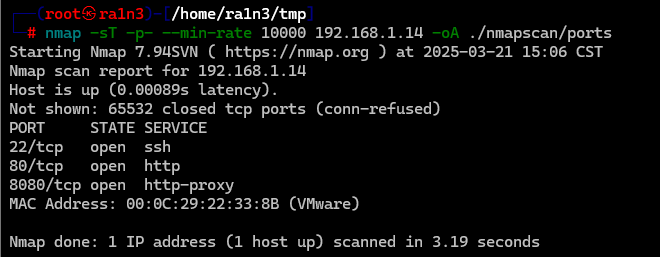 (root㉿ra1n3)-[/home/ra1n3/tmp]
# nmap -sT -p- --min-rate 10000 192.168.1.14 -oA ./nmapscan/ports
Starting Nmap 7.94SVN ( https://nmap.org ) at 2025-03-21 15:06 CST
Nmap scan report for 192.168.1.14
Host is up (0.00089s latency).
Not shown: 65532 closed tcp ports (conn-refused)
PORT     STATE SERVICE
22/tcp   open  ssh
80/tcp   open  http
8080/tcp open  http-proxy
MAC Address: 00:0C:29:22:33:8B (VMware)
Nmap done: 1 IP address (1 host up) scanned in 3.19 seconds